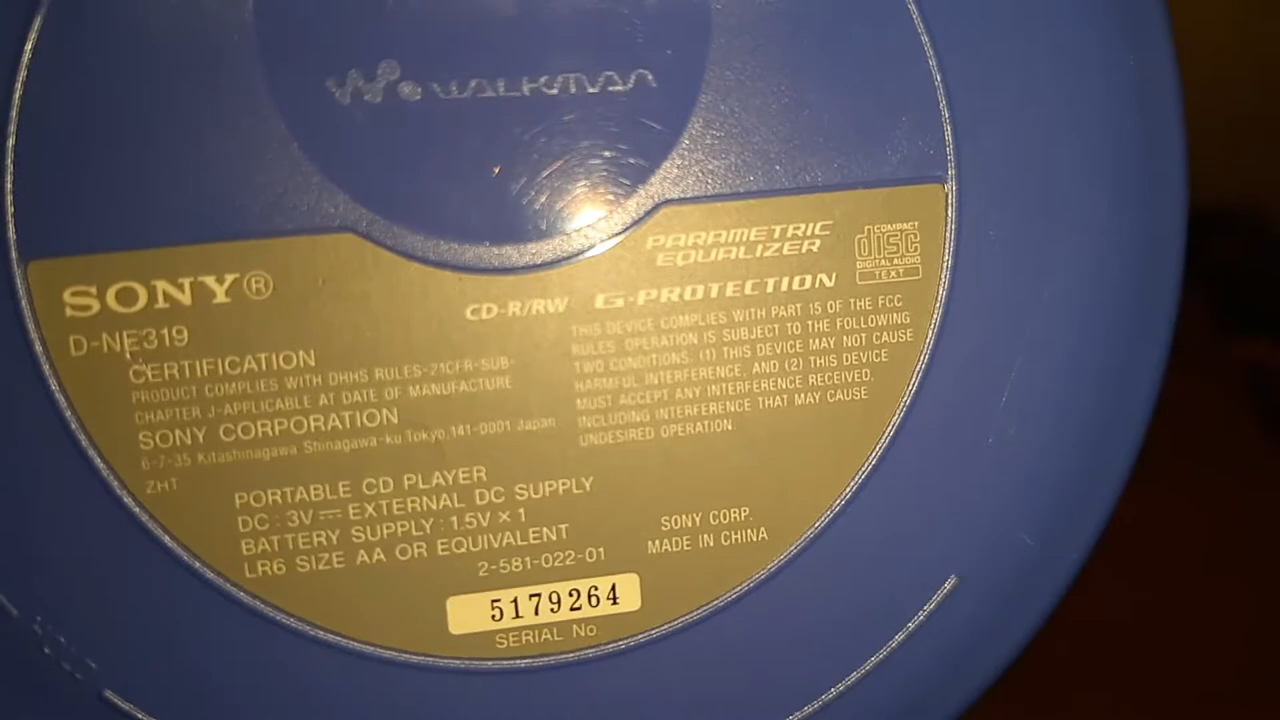 WALKMAN
SONY®
D-NE319
CERTIFICATION
PRODUCT COMPLIES WITH DHHS RULES-21CFR-SUB-
CHAPTER J-APPLICABLE AT DATE OF MANUFACTURE
SONY CORPORATION
6-7-35 Kitashinagawa Shinagawa-ku,Tokyo,141-0001 Japan
ZHT
PORTABLE CD PLAYER
DC : 3V⎓EXTERNAL DC SUPPLY
BATTERY SUPPLY : 1.5V × 1
LR6 SIZE AA OR EQUIVALENT
2-581-022-01
5179264
SERIAL No.
PARAMETRIC
EQUALIZER
COMPACT
disc
DIGITAL AUDIO
TEXT
CD-R/RW
G-PROTECTION
THIS DEVICE COMPLIES WITH PART 15 OF THE FCC
RULES. OPERATION IS SUBJECT TO THE FOLLOWING
TWO CONDITIONS: (1) THIS DEVICE MAY NOT CAUSE
HARMFUL INTERFERENCE, AND (2) THIS DEVICE
MUST ACCEPT ANY INTERFERENCE RECEIVED,
INCLUDING INTERFERENCE THAT MAY CAUSE
UNDESIRED OPERATION.
SONY CORP.
MADE IN CHINA